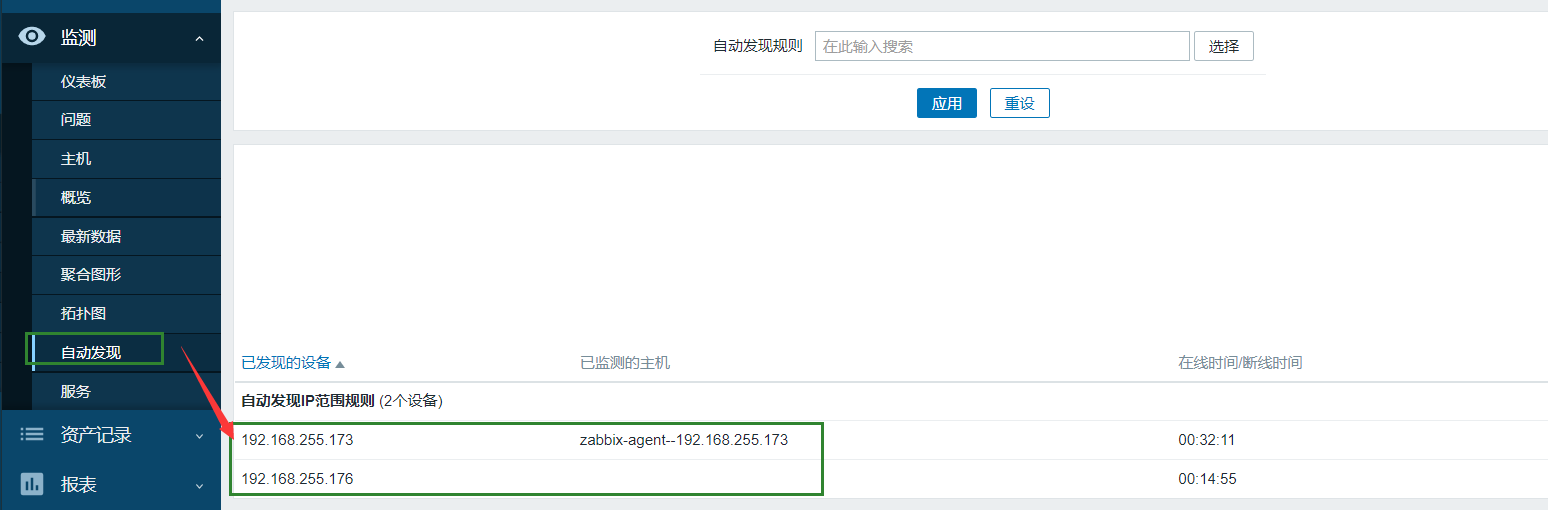 监测
仪表板
问题
主机
概览
最新数据
聚合图形
拓扑图
自动发现
服务
资产记录
报表
自动发现规则 在此输入搜索 选择
应用 重设
已发现的设备 已监测的主机 在线时间/断线时间
自动发现IP范围规则 (2个设备)
192.168.255.173 zabbix-agent--192.168.255.173 00:32:11
192.168.255.176 00:14:55